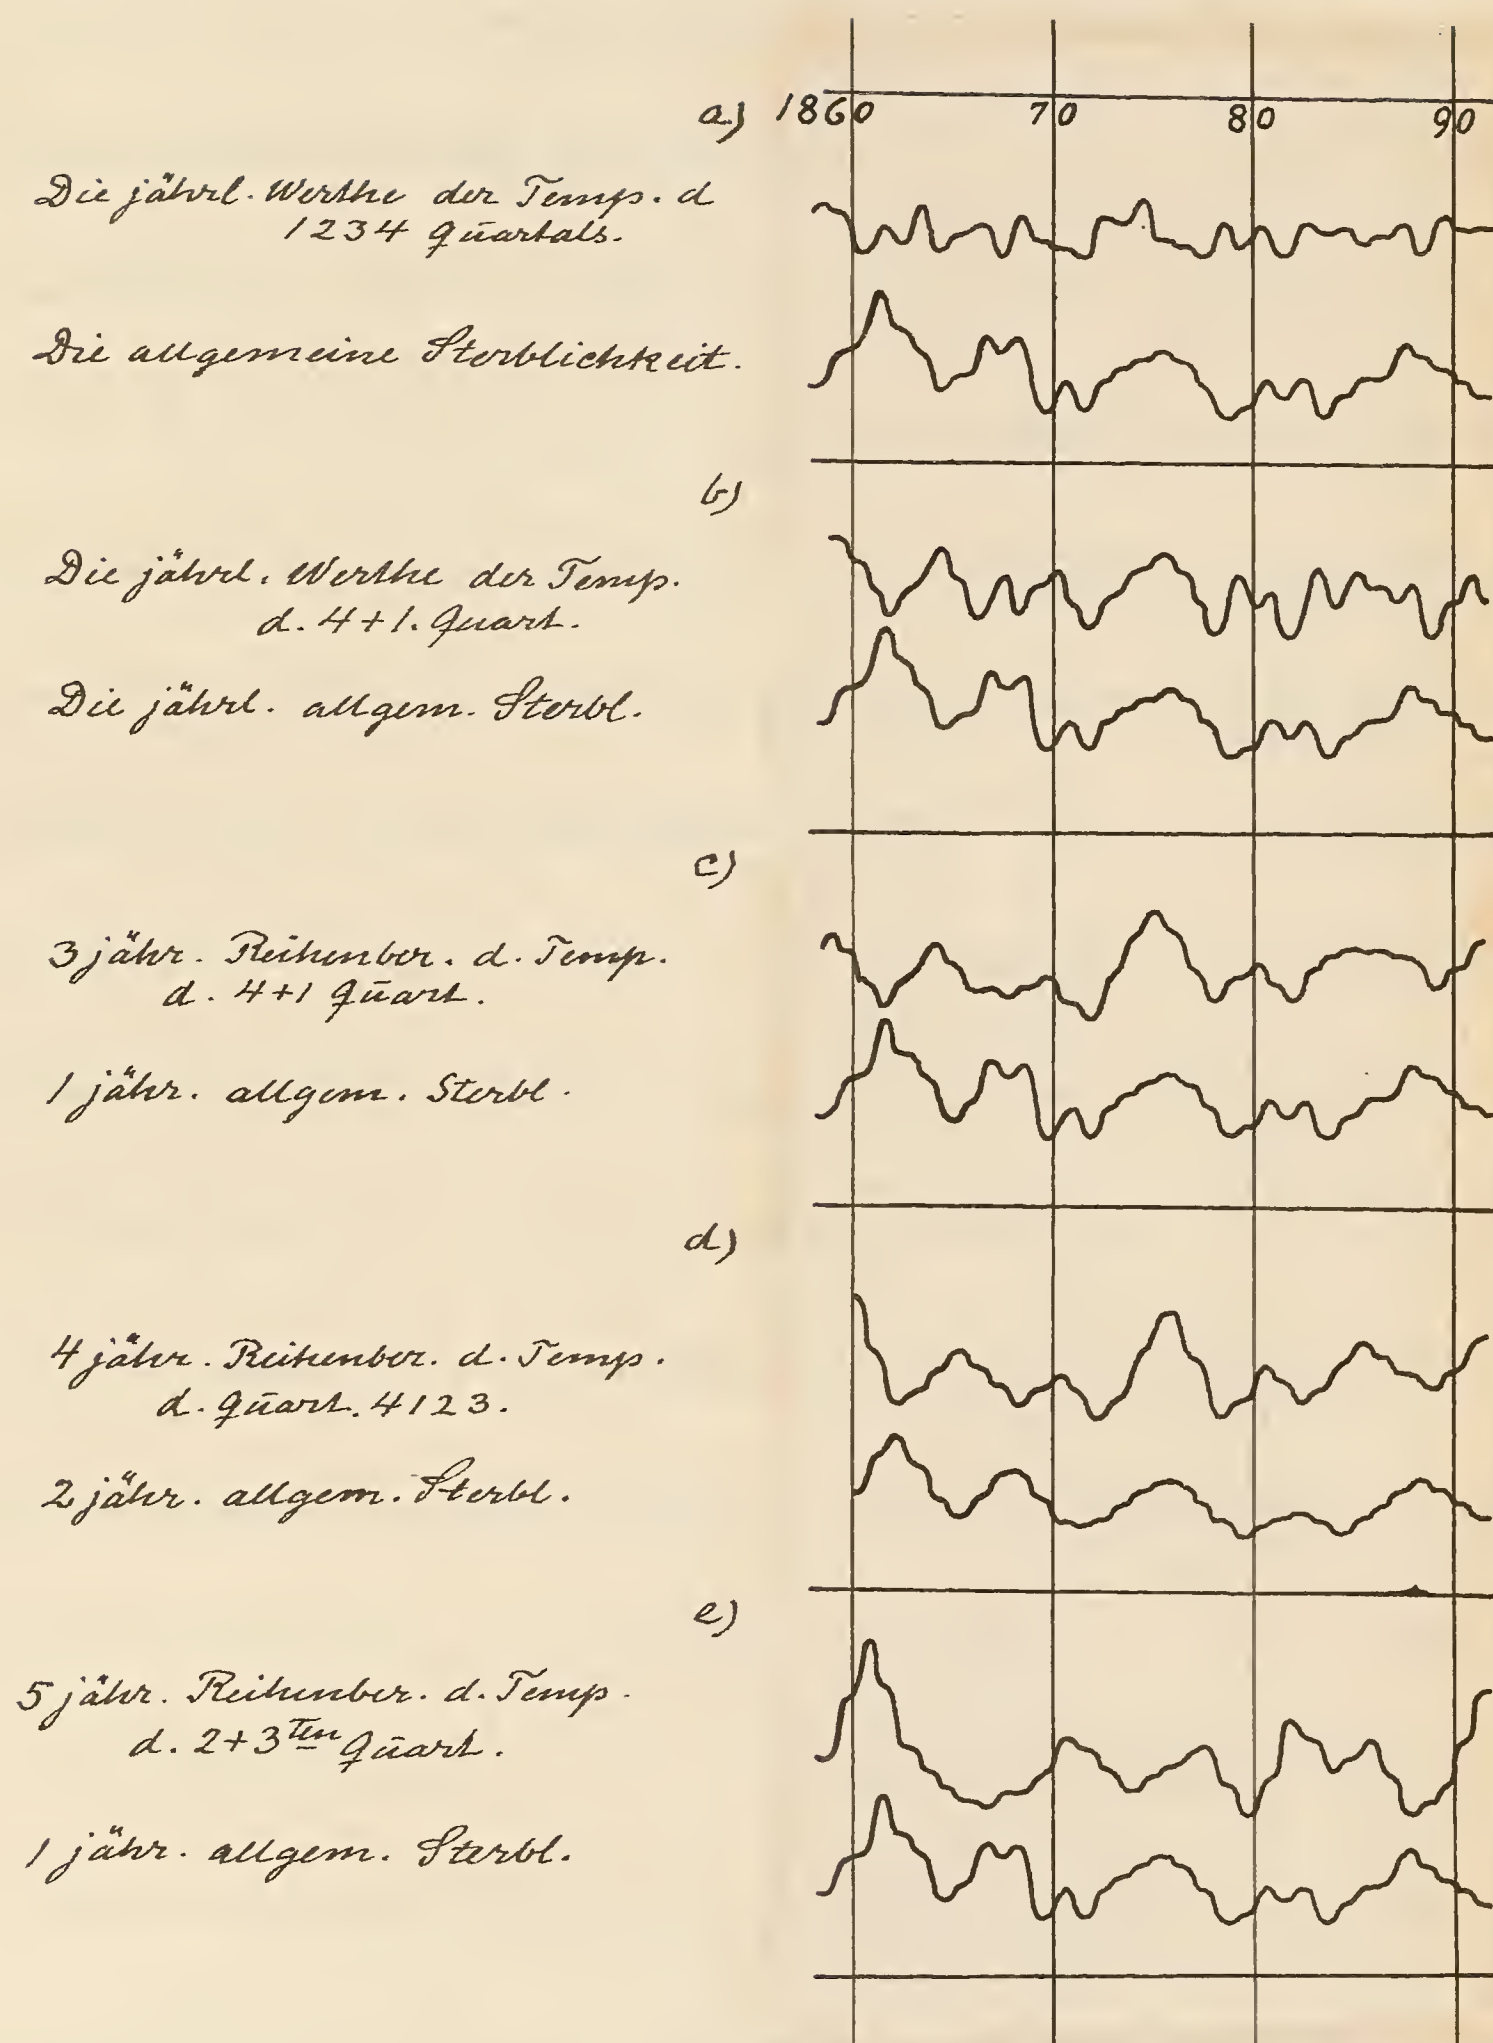 a) 1860 70 80 90
Die jährl. Werthe der Temp. d
1234 Quartals.
Die allgemeine Sterblichkeit.
b)
Die jährl. Werthe der Temp.
d. 4+1. Quart.
Die jährl. allgem. Sterbl.
c)
3 jähr. Reihenber. d. Temp.
d. 4+1 Quart.
1 jähr. allgem. Sterbl.
d)
4 jähr. Reihenber. d. Temp.
d. Quart. 4123.
2 jähr. allgem. Sterbl.
e)
5 jähr. Reihenber. d. Temp.
d. 2+3ten Quart.
1 jähr. allgem. Sterbl.